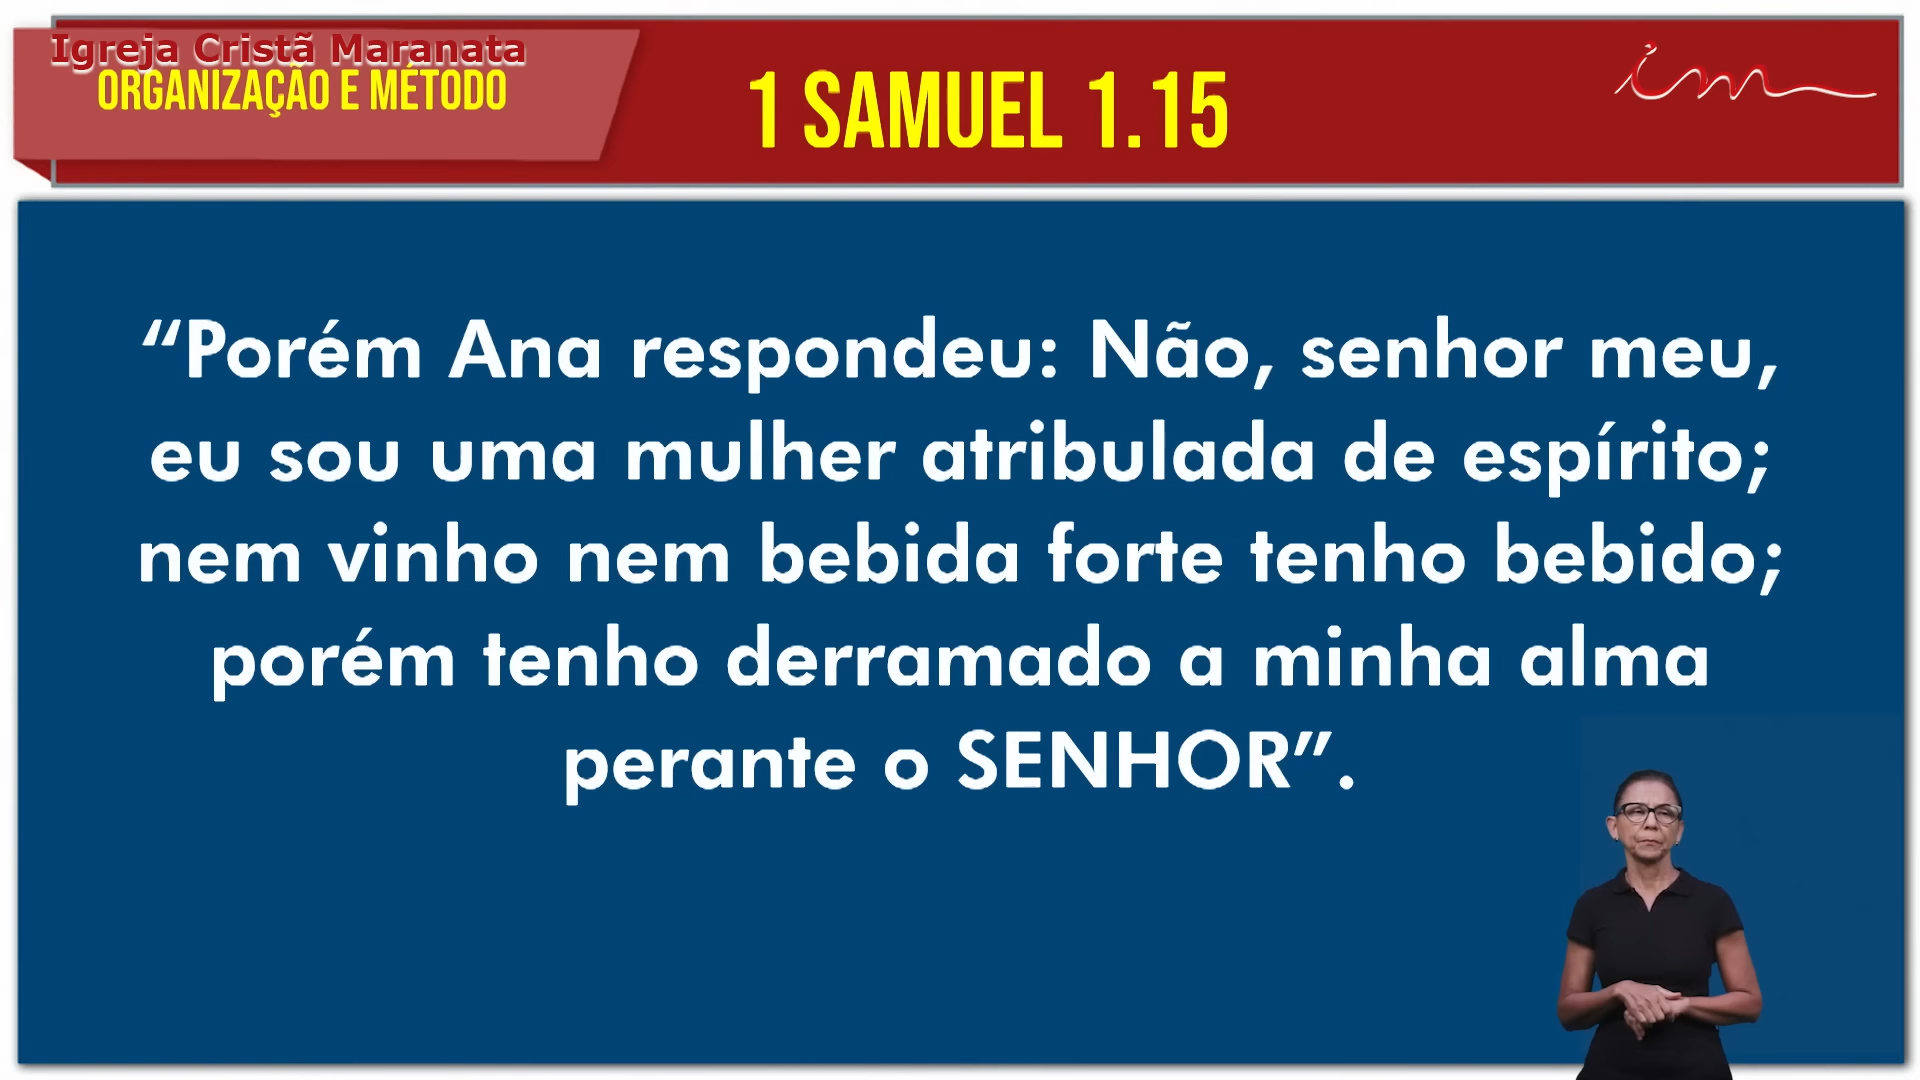 Igreja Cristã Maranata
ORGANIZAÇÃO E MÉTODO
1 SAMUEL 1.15
im
“Porém Ana respondeu: Não, senhor meu,
eu sou uma mulher atribulada de espírito;
nem vinho nem bebida forte tenho bebido;
porém tenho derramado a minha alma
perante o SENHOR”.